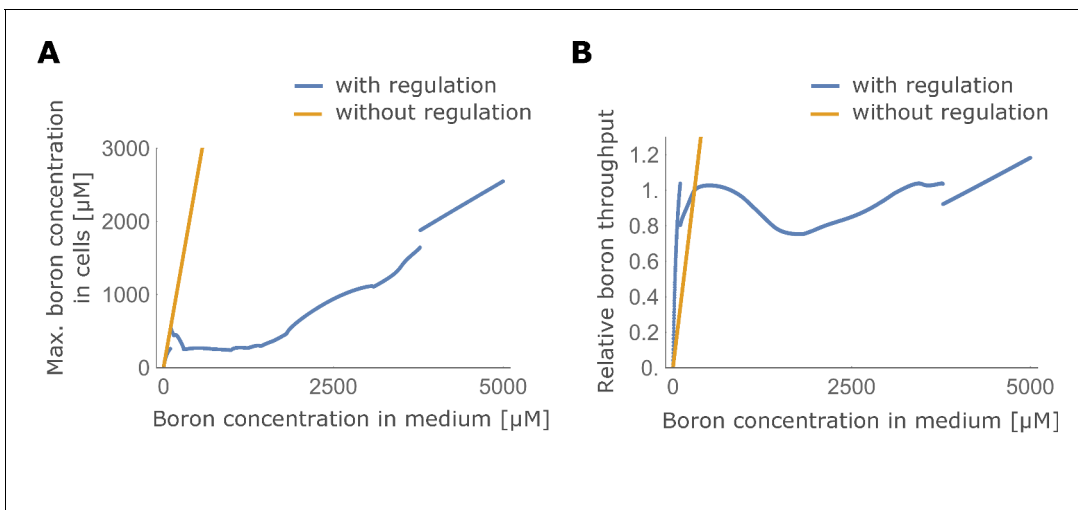 A
with regulation
without regulation
Max. boron concentration
in cells [µM]
3000
2000
1000
0
0
2500
5000
Boron concentration in medium [µM]
B
with regulation
without regulation
Relative boron throughput
1.2
1.
0.8
0.6
0.4
0.2
0.
0
2500
5000
Boron concentration in medium [µM]